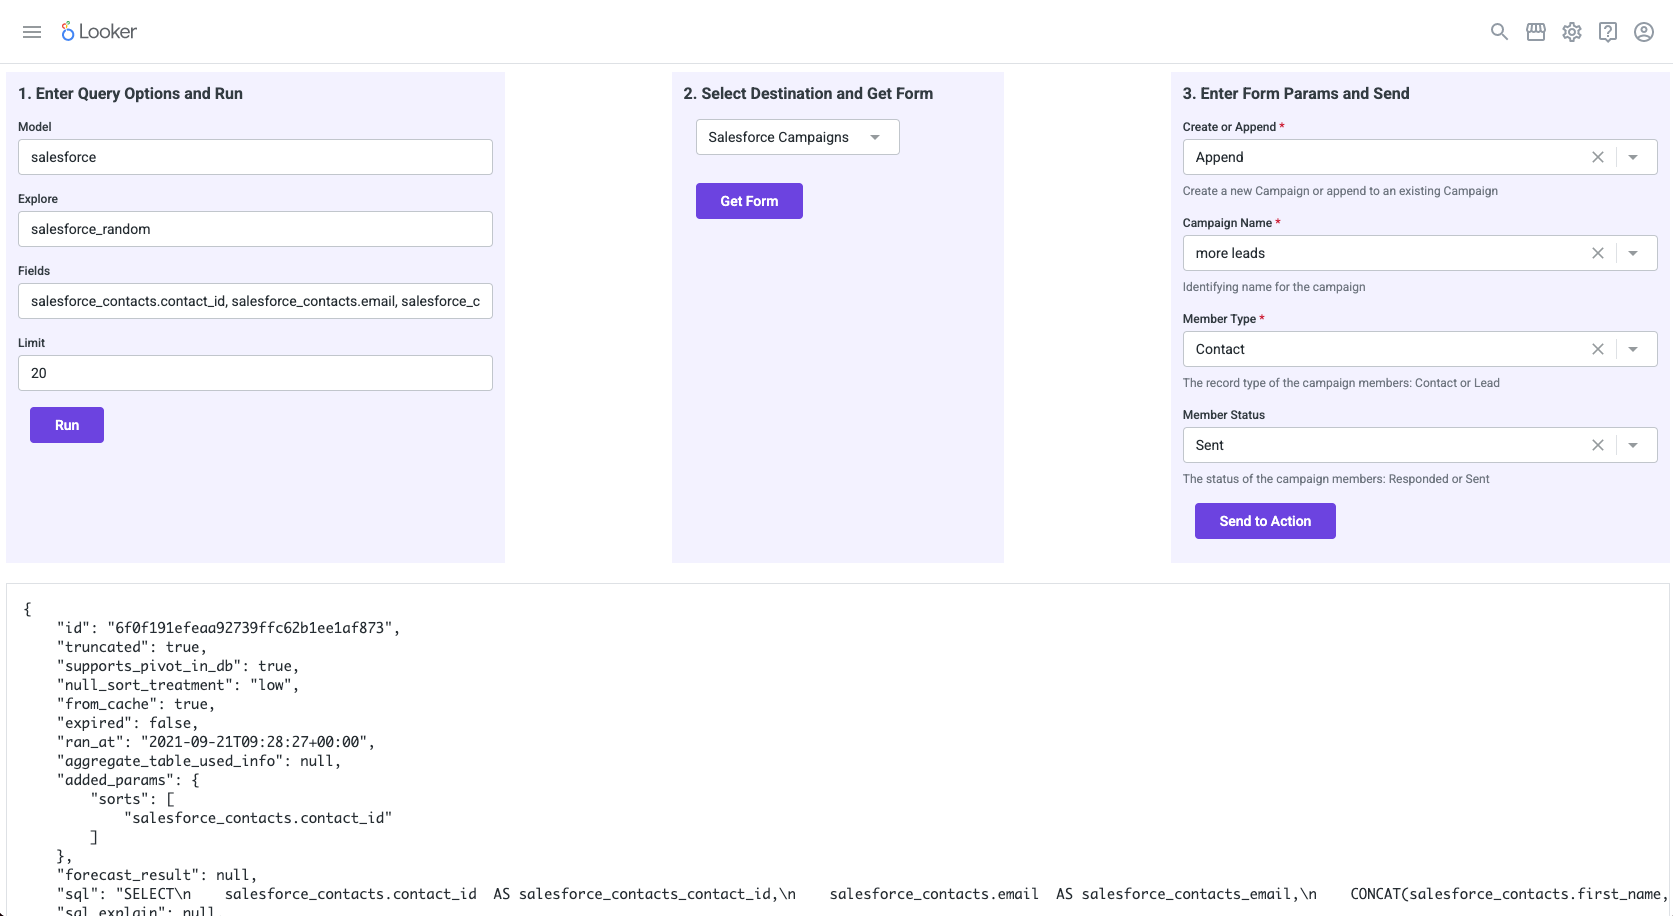 Looker
1. Enter Query Options and Run
Model
salesforce
Explore
salesforce_random
Fields
salesforce_contacts.contact_id, salesforce_contacts.email, salesforce_c
Limit
20
Run
2. Select Destination and Get Form
Salesforce Campaigns
Get Form
3. Enter Form Params and Send
Create or Append *
Append
Create a new Campaign or append to an existing Campaign
Campaign Name *
more leads
Identifying name for the campaign
Member Type *
Contact
The record type of the campaign members: Contact or Lead
Member Status
Sent
The status of the campaign members: Responded or Sent
Send to Action
{
    "id": "6f0f191efeaa92739ffc62b1ee1af873",
    "truncated": true,
    "supports_pivot_in_db": true,
    "null_sort_treatment": "low",
    "from_cache": true,
    "expired": false,
    "ran_at": "2021-09-21T09:28:27+00:00",
    "aggregate_table_used_info": null,
    "added_params": {
        "sorts": [
            "salesforce_contacts.contact_id"
        ]
    },
    "forecast_result": null,
    "sql": "SELECT\n    salesforce_contacts.contact_id  AS salesforce_contacts_contact_id,\n    salesforce_contacts.email  AS salesforce_contacts_email,\n    CONCAT(salesforce_contacts.first_name,
    "sql_explain": null